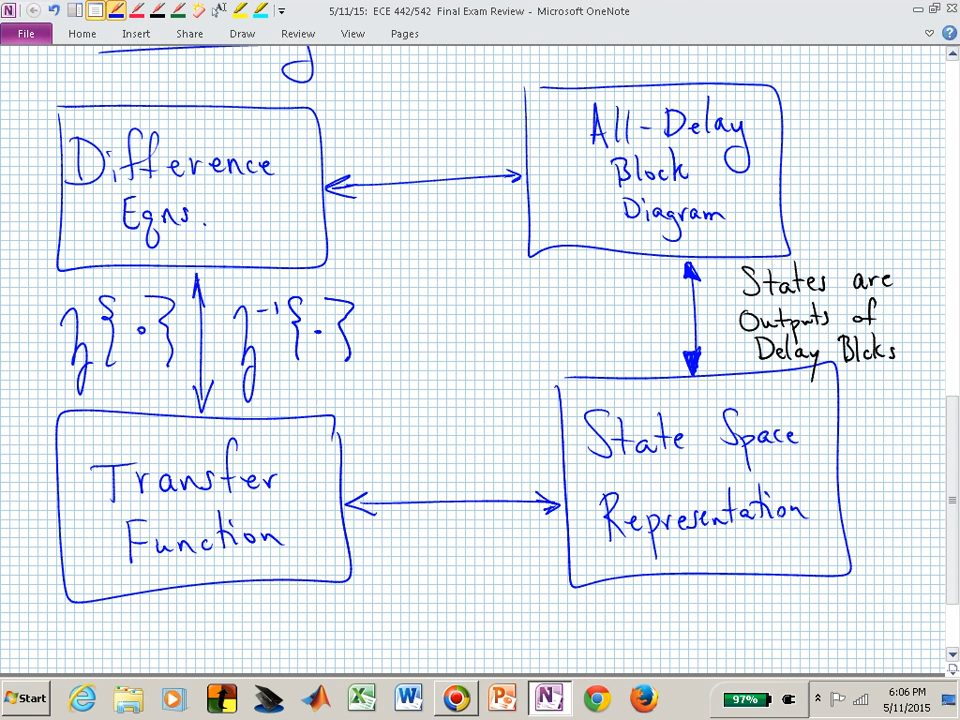 5/11/15: ECE 442/542 Final Exam Review - Microsoft OneNote
File Home Insert Share Draw Review View Pages
Difference
Eqns.
All-Delay
Block
Diagram
States are
Outputs of
Delay Blcks
z{·} z⁻¹{·}
Transfer
Function
State Space
Representation
Start
97%
6:06 PM
5/11/2015